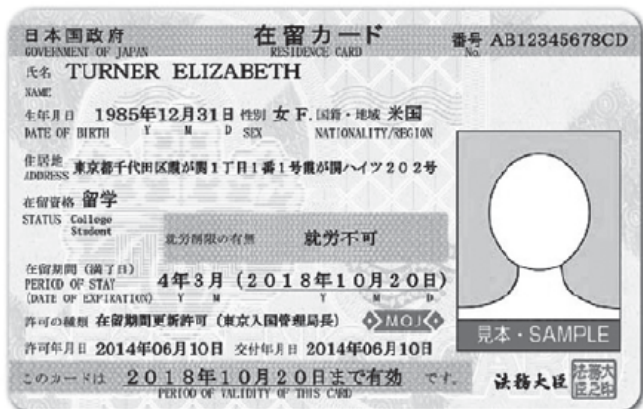 日本国政府 在留カード 番号 AB12345678CD
GOVERNMENT OF JAPAN RESIDENCE CARD No.
氏名 TURNER ELIZABETH
NAME
生年月日 1985年12月31日 性別 女 F. 国籍・地域 米国
DATE OF BIRTH Y M D SEX NATIONALITY/REGION
住居地 東京都千代田区霞が関1丁目1番1号霞が関ハイツ202号
ADDRESS
在留資格 留学
STATUS College
Student
就労制限の有無 就労不可
在留期間(満了日)
PERIOD OF STAY 4年3月(2018年10月20日)
(DATE OF EXPIRATION) Y M Y M D
許可の種類 在留期間更新許可(東京入国管理局長) MOJ
見本・SAMPLE
許可年月日 2014年06月10日 交付年月日 2014年06月10日
このカードは 2018年10月20日まで有効 です。 法務大臣
PERIOD OF VALIDITY OF THIS CARD